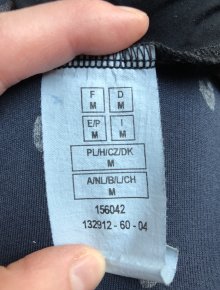 F D
M M
E/P I
M M
PL/H/CZ/DK
M
A/NL/B/L/CH
M
156042
132912 - 60 - 04